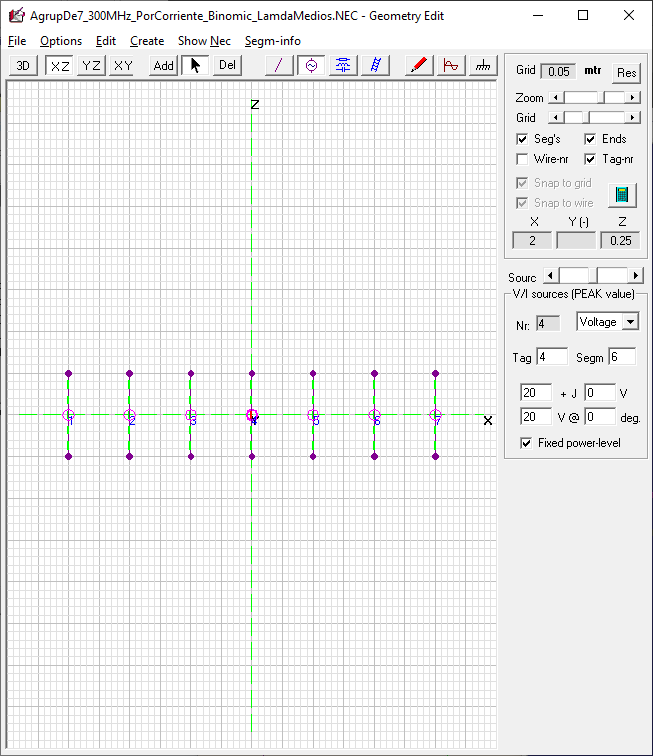 AgrupDe7_300MHz_PorCorriente_Binomic_LamdaMedios.NEC - Geometry Edit
File Options Edit Create Show Nec Segm-info
3D XZ YZ XY Add Del
Grid 0.05 mtr Res
Zoom
Grid
Seg's Ends
Wire-nr Tag-nr
Snap to grid
Snap to wire
X Y (-) Z
2 0.25
Sourc
V/I sources (PEAK value)
Nr: 4 Voltage
Tag 4 Segm 6
20 + J 0 V
20 V @ 0 deg.
Fixed power-level
Z
1 2 3 4 5 6 7 X